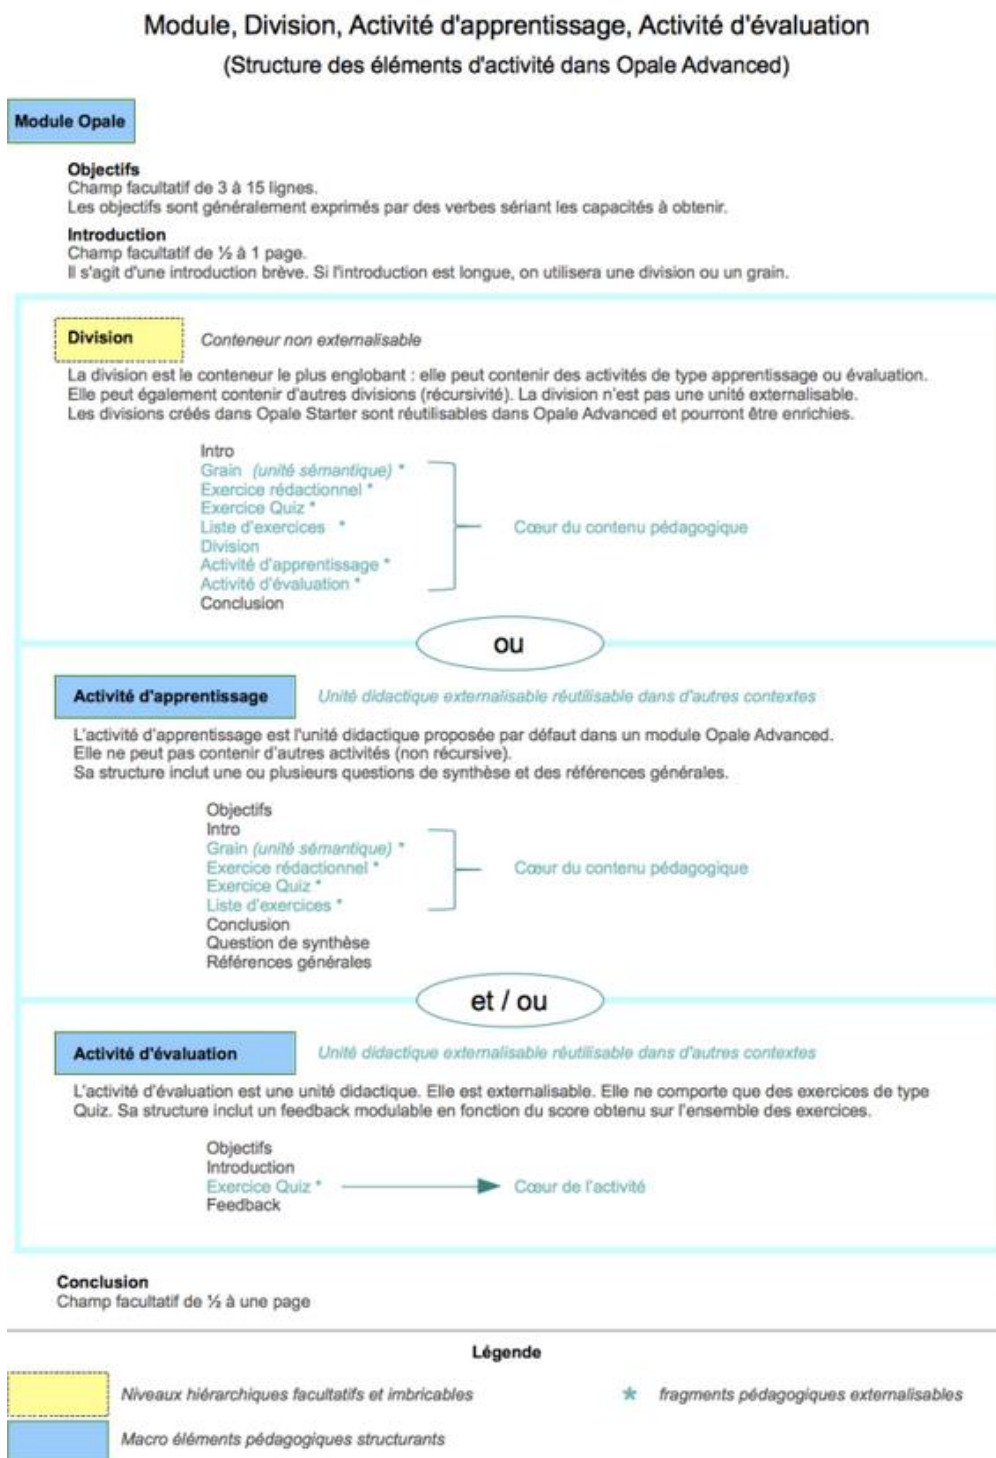 Module, Division, Activité d'apprentissage, Activité d'évaluation
(Structure des éléments d'activité dans Opale Advanced)
Module Opale
Objectifs
Champ facultatif de 3 à 15 lignes.
Les objectifs sont généralement exprimés par des verbes sériant les capacités à obtenir.
Introduction
Champ facultatif de ½ à 1 page.
Il s'agit d'une introduction brève. Si l'introduction est longue, on utilisera une division ou un grain.
Division
Conteneur non externalisable
La division est le conteneur le plus englobant : elle peut contenir des activités de type apprentissage ou évaluation.
Elle peut également contenir d'autres divisions (récursivité). La division n'est pas une unité externalisable.
Les divisions créés dans Opale Starter sont réutilisables dans Opale Advanced et pourront être enrichies.
Intro
Grain (unité sémantique) *
Exercice rédactionnel *
Exercice Quiz *
Liste d'exercices *
Division
Activité d'apprentissage *
Activité d'évaluation *
Conclusion
Cœur du contenu pédagogique
ou
Activité d'apprentissage
Unité didactique externalisable réutilisable dans d'autres contextes
L'activité d'apprentissage est l'unité didactique proposée par défaut dans un module Opale Advanced.
Elle ne peut pas contenir d'autres activités (non récursive).
Sa structure inclut une ou plusieurs questions de synthèse et des références générales.
Objectifs
Intro
Grain (unité sémantique) *
Exercice rédactionnel *
Exercice Quiz *
Liste d'exercices *
Conclusion
Question de synthèse
Références générales
Cœur du contenu pédagogique
et / ou
Activité d'évaluation
Unité didactique externalisable réutilisable dans d'autres contextes
L'activité d'évaluation est une unité didactique. Elle est externalisable. Elle ne comporte que des exercices de type
Quiz. Sa structure inclut un feedback modulable en fonction du score obtenu sur l'ensemble des exercices.
Objectifs
Introduction
Exercice Quiz *
Feedback
Cœur de l'activité
Conclusion
Champ facultatif de ½ à une page
Légende
Niveaux hiérarchiques facultatifs et imbricables
* fragments pédagogiques externalisables
Macro éléments pédagogiques structurants